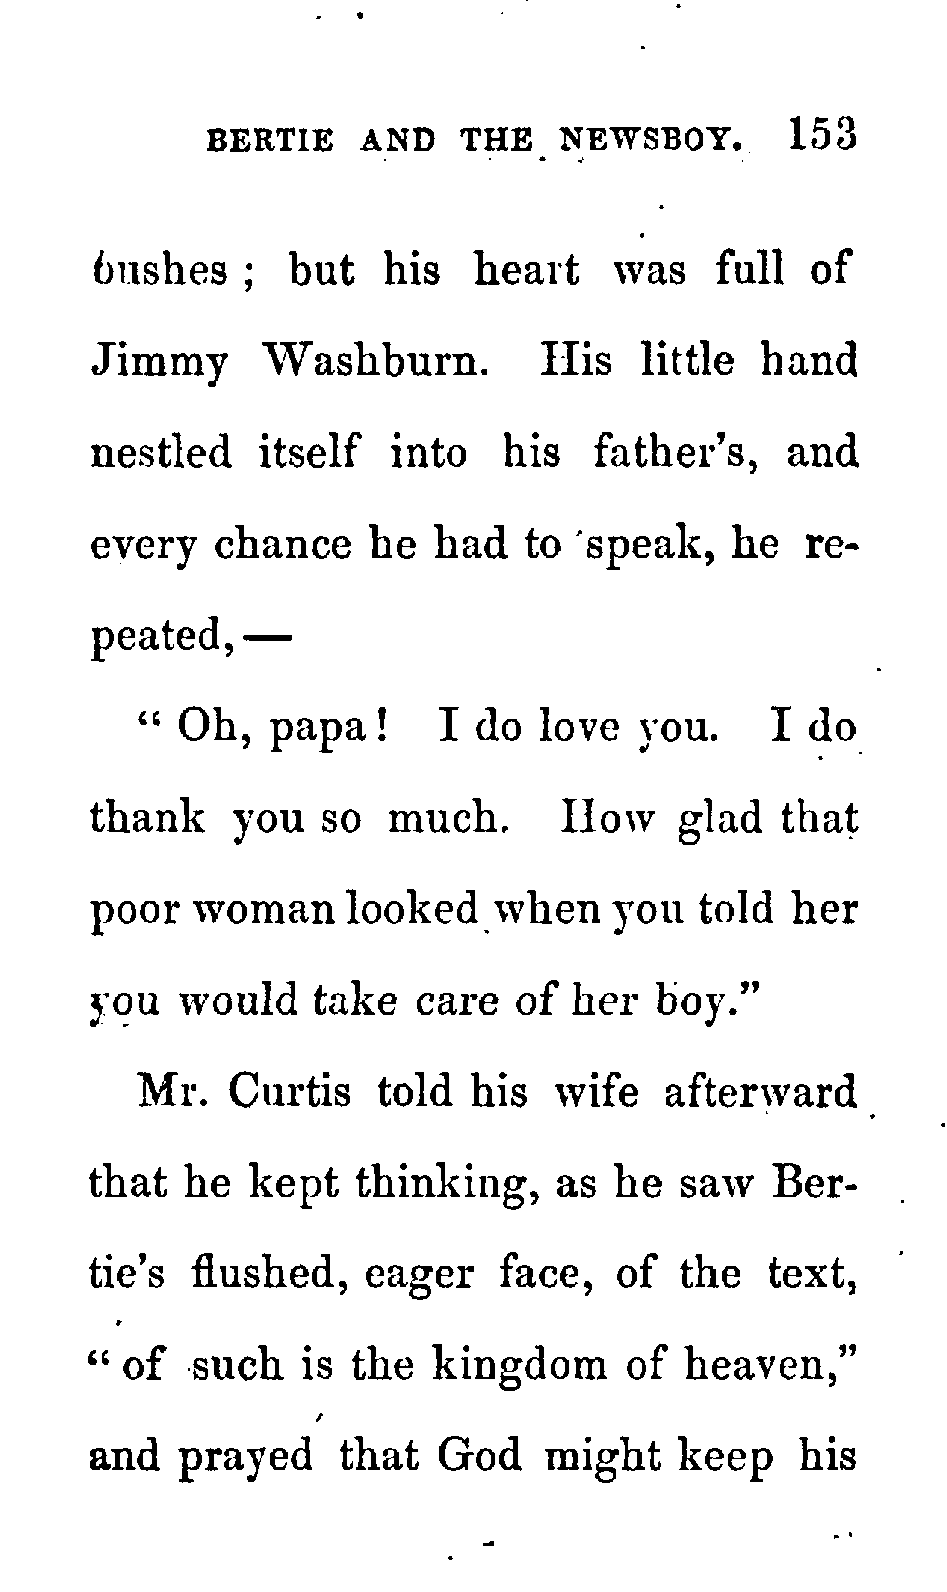 BERTIE AND THE NEWSBOY. 153
bushes ; but his heart was full of
Jimmy Washburn. His little hand
nestled itself into his father's, and
every chance he had to speak, he re-
peated,—
“ Oh, papa! I do love you. I do
thank you so much. How glad that
poor woman looked when you told her
you would take care of her boy.”
Mr. Curtis told his wife afterward
that he kept thinking, as he saw Ber-
tie's flushed, eager face, of the text,
“ of such is the kingdom of heaven,”
and prayed that God might keep his